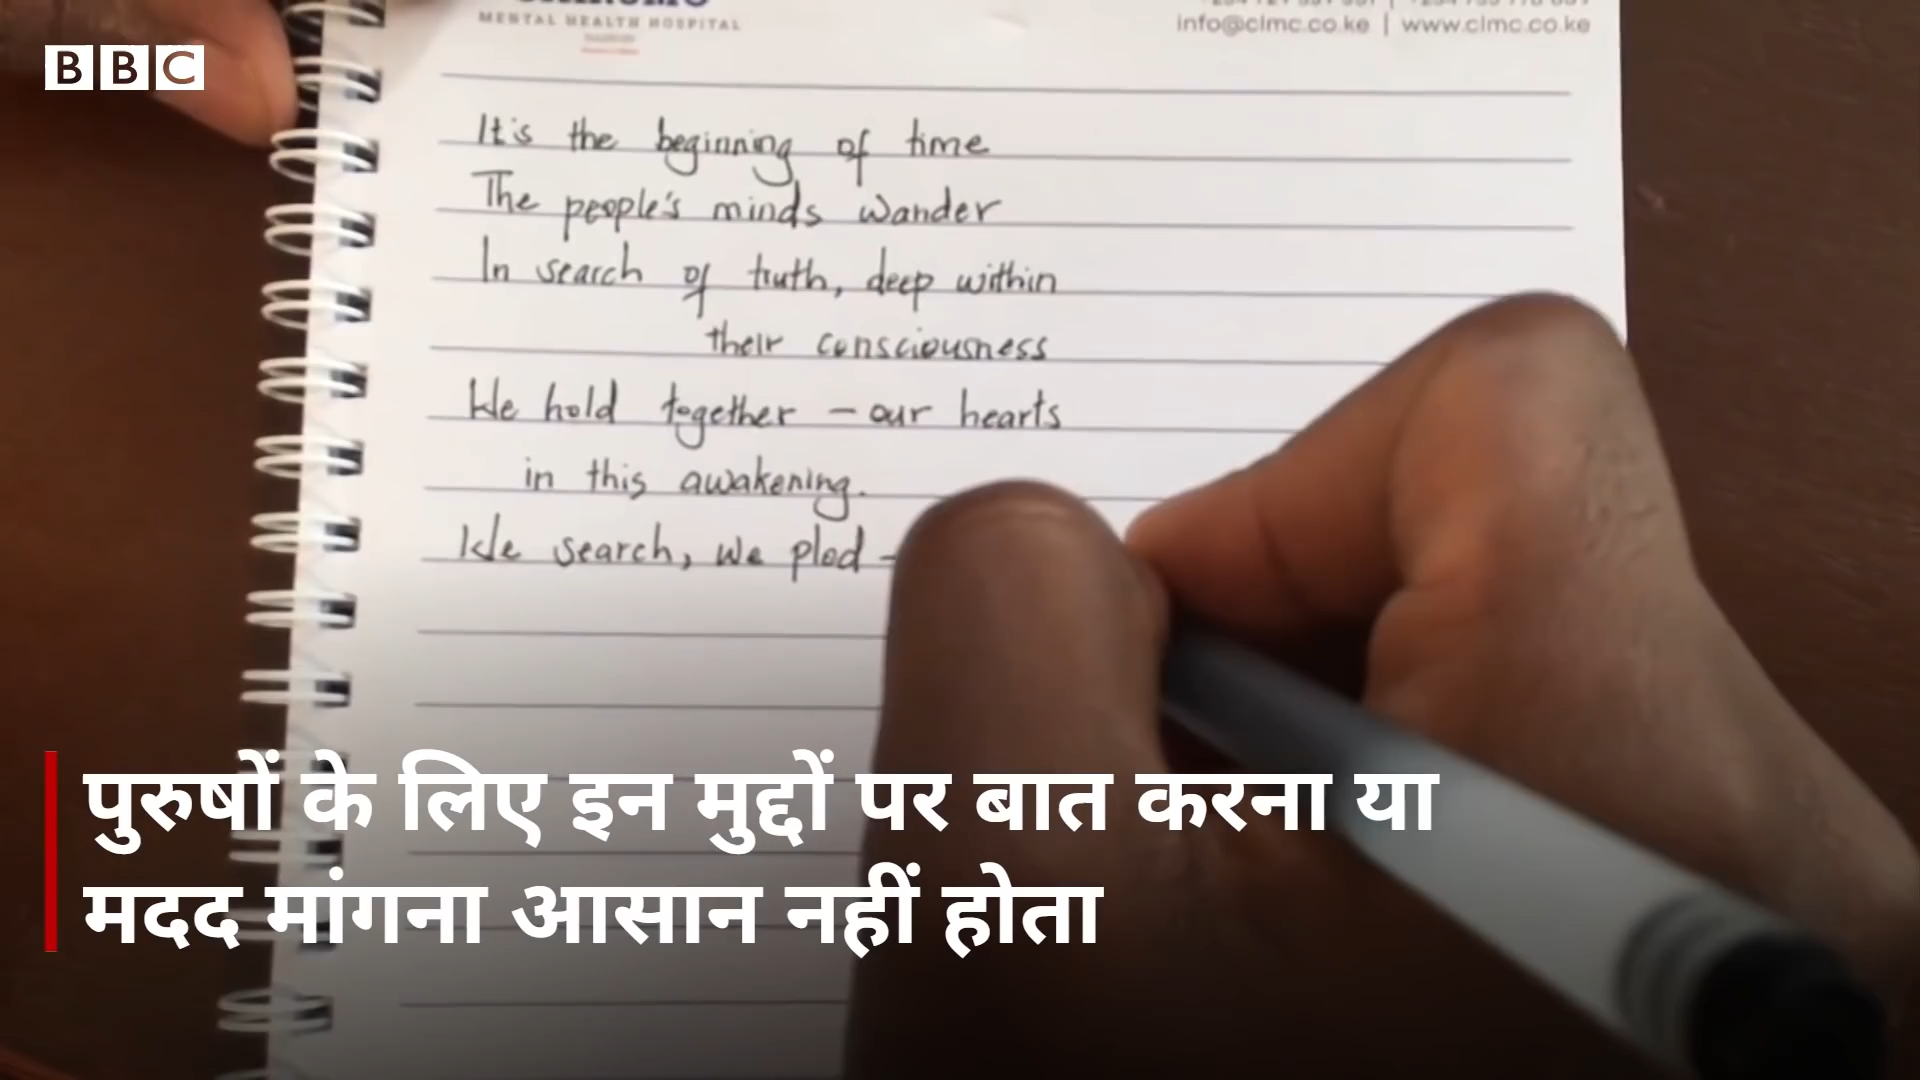 BBC
MENTAL HEALTH HOSPITAL
info@clmc.co.ke | www.clmc.co.ke
It's the beginning of time
The people's minds wander
In search of truth, deep within
their consciousness
We hold together - our hearts
in this awakening.
We search, we plod -
पुरुषों के लिए इन मुद्दों पर बात करना या
मदद मांगना आसान नहीं होता